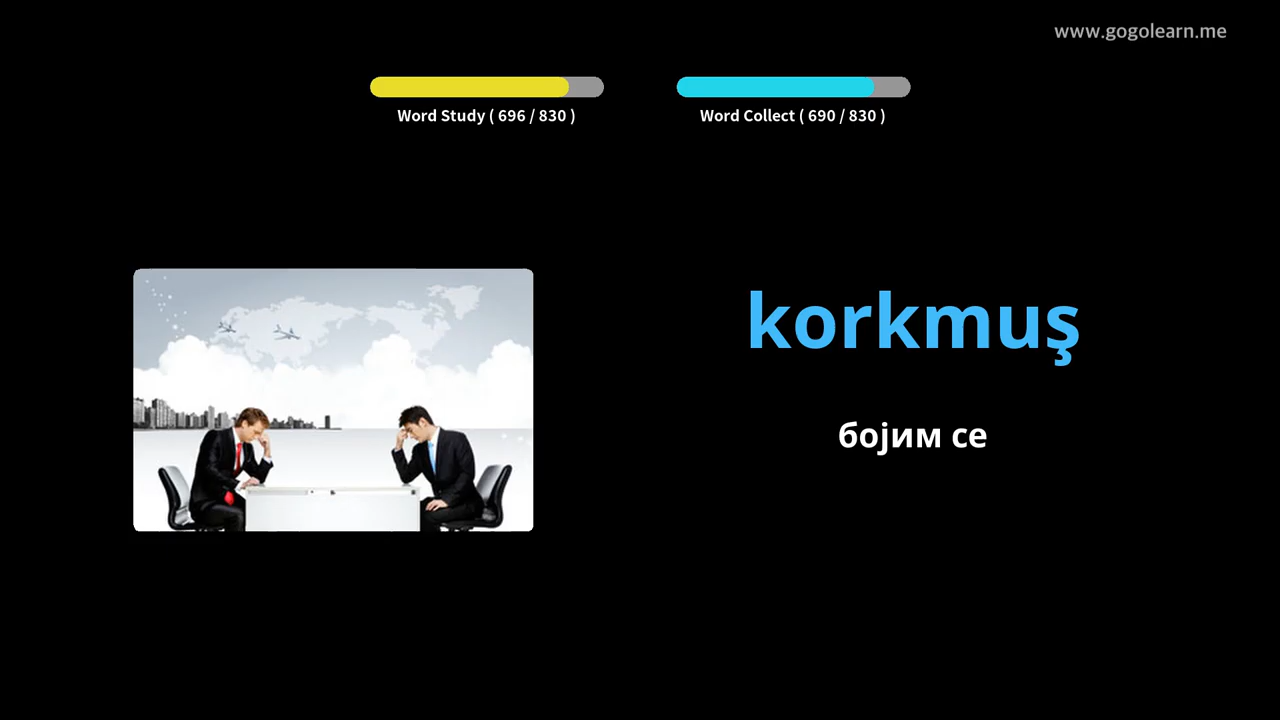 www.gogolearn.me
Word Study ( 696 / 830 )
Word Collect ( 690 / 830 )
korkmuş
бојим се